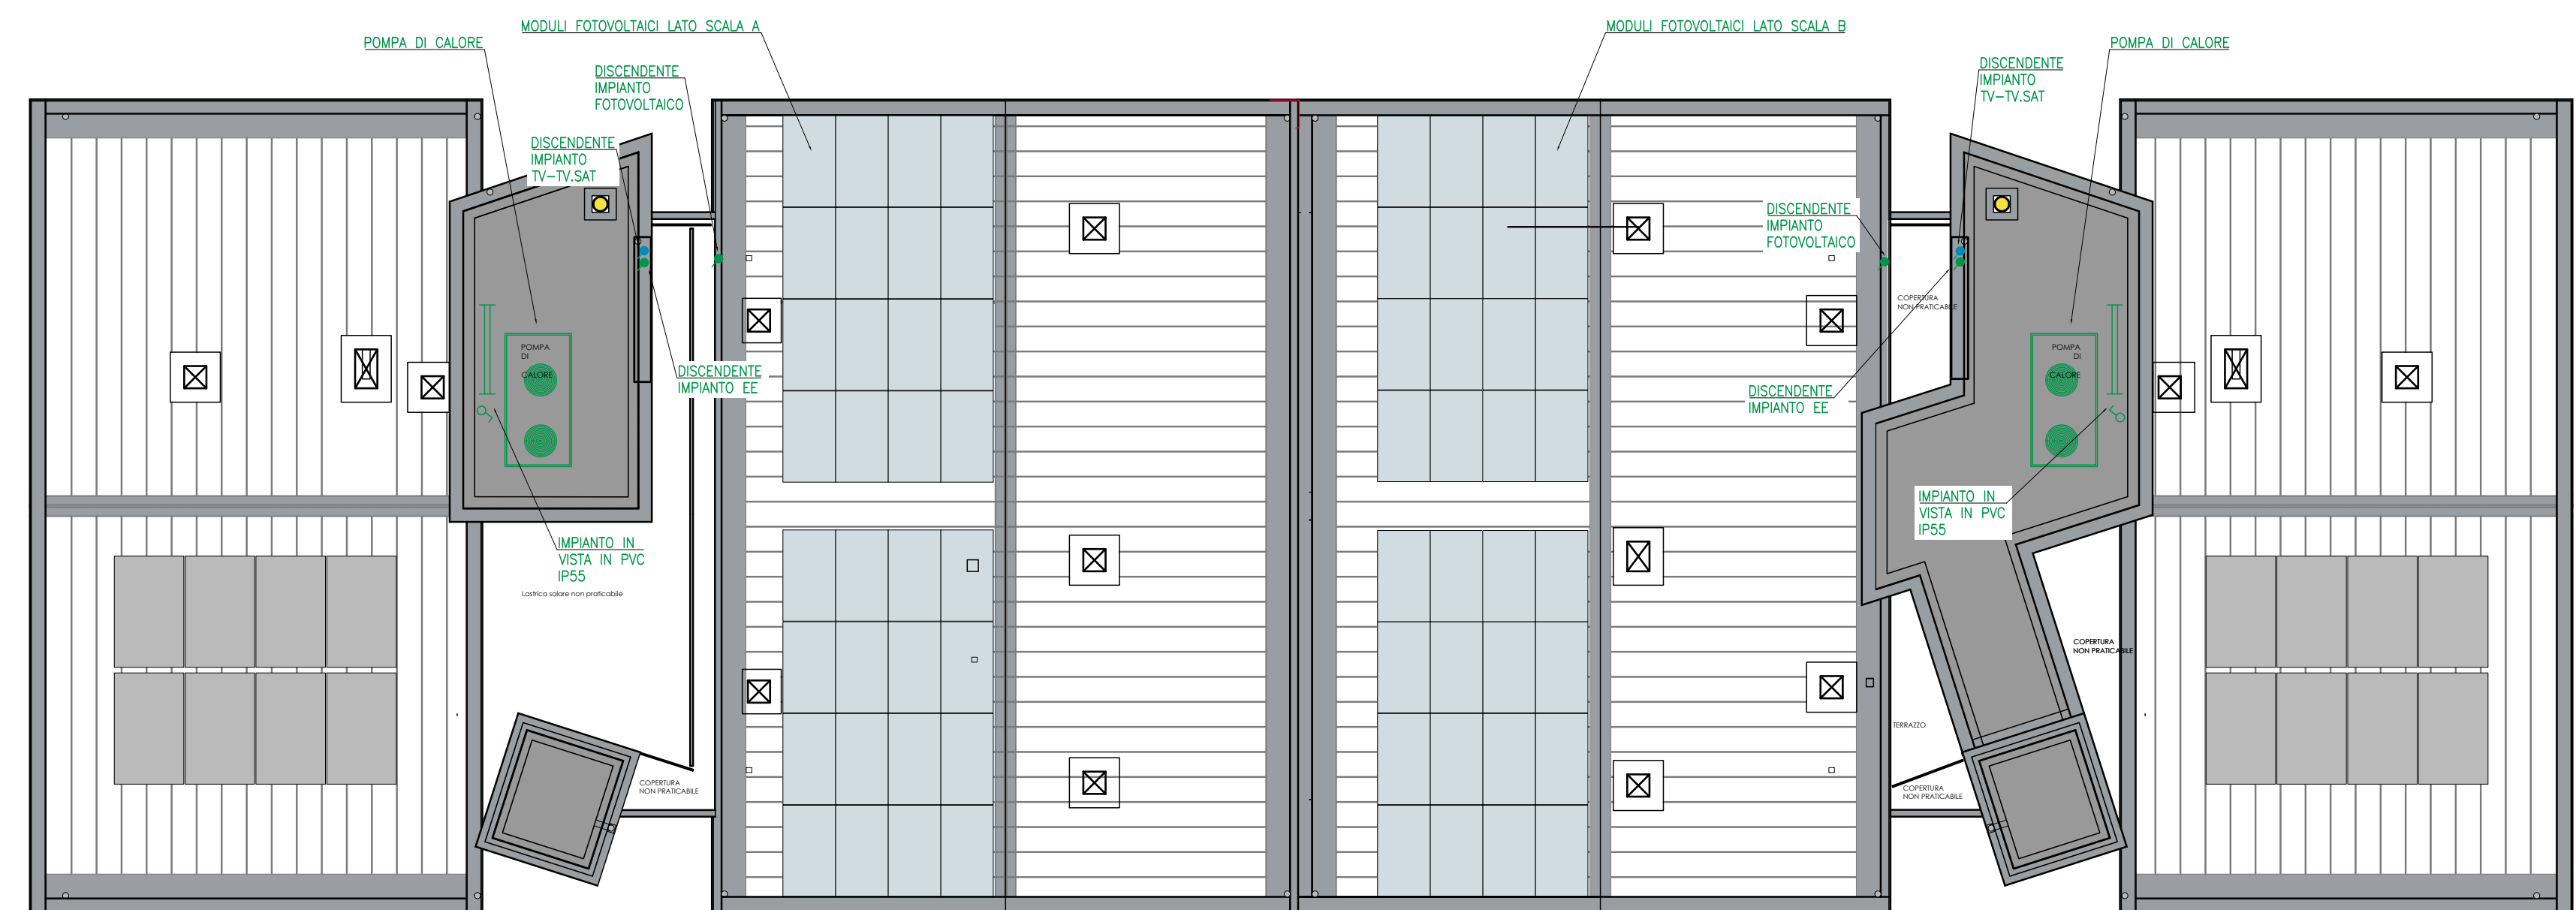 MODULI FOTOVOLTAICI LATO SCALA A
MODULI FOTOVOLTAICI LATO SCALA B
POMPA DI CALORE
POMPA DI CALORE
DISCENDENTE
IMPIANTO
FOTOVOLTAICO
DISCENDENTE
IMPIANTO
TV-TV.SAT
DISCENDENTE
IMPIANTO
TV-TV.SAT
DISCENDENTE
IMPIANTO
FOTOVOLTAICO
COPERTURA
NON PRATICABILE
POMPA
DI
CALORE
POMPA
DI
CALORE
DISCENDENTE
IMPIANTO EE
DISCENDENTE
IMPIANTO EE
IMPIANTO IN
VISTA IN PVC
IP55
IMPIANTO IN
VISTA IN PVC
IP55
Lastrico solare non praticabile
COPERTURA
NON PRATICABILE
TERRAZZO
COPERTURA
NON PRATICABILE
COPERTURA
NON PRATICABILE